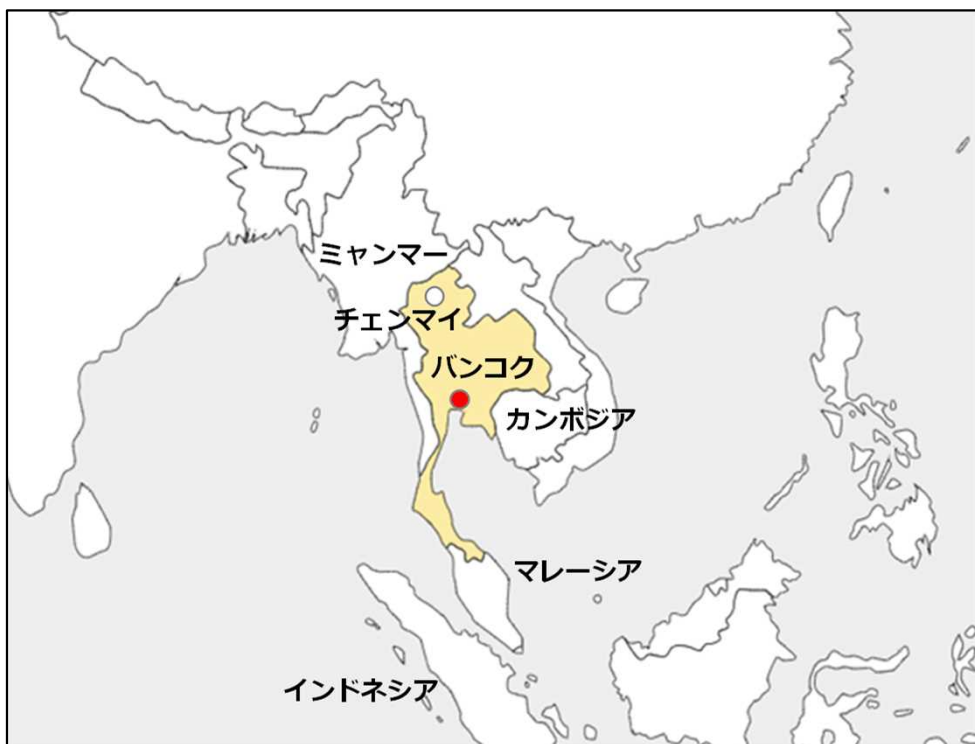 ミャンマー
チェンマイ
バンコク
カンボジア
マレーシア
インドネシア